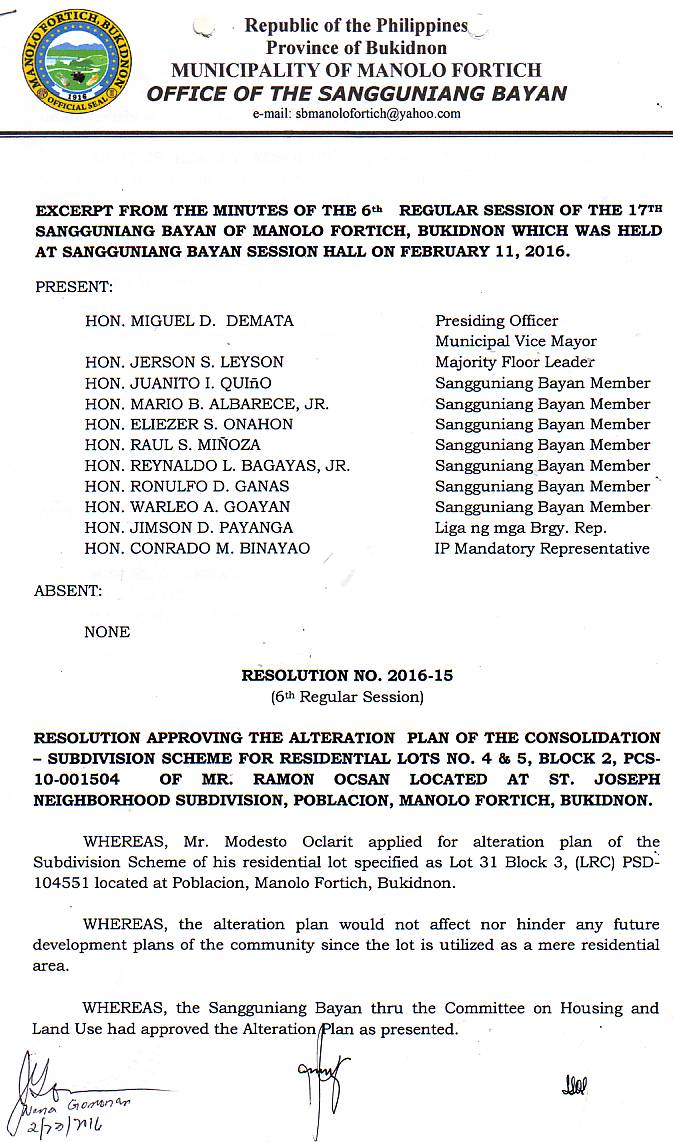 MANOLO FORTICH, BUKIDNON
1916
OFFICIAL SEAL
Republic of the Philippines
Province of Bukidnon
MUNICIPALITY OF MANOLO FORTICH
OFFICE OF THE SANGGUNIANG BAYAN
e-mail: sbmanolofortich@yahoo.com
EXCERPT FROM THE MINUTES OF THE 6th REGULAR SESSION OF THE 17TH
SANGGUNIANG BAYAN OF MANOLO FORTICH, BUKIDNON WHICH WAS HELD
AT SANGGUNIANG BAYAN SESSION HALL ON FEBRUARY 11, 2016.
PRESENT:
HON. MIGUEL D. DEMATA Presiding Officer
Municipal Vice Mayor
HON. JERSON S. LEYSON Majority Floor Leader
HON. JUANITO I. QUIñO Sangguniang Bayan Member
HON. MARIO B. ALBARECE, JR. Sangguniang Bayan Member
HON. ELIEZER S. ONAHON Sangguniang Bayan Member
HON. RAUL S. MIÑOZA Sangguniang Bayan Member
HON. REYNALDO L. BAGAYAS, JR. Sangguniang Bayan Member
HON. RONULFO D. GANAS Sangguniang Bayan Member
HON. WARLEO A. GOAYAN Sangguniang Bayan Member
HON. JIMSON D. PAYANGA Liga ng mga Brgy. Rep.
HON. CONRADO M. BINAYAO IP Mandatory Representative
ABSENT:
NONE
RESOLUTION NO. 2016-15
(6th Regular Session)
RESOLUTION APPROVING THE ALTERATION PLAN OF THE CONSOLIDATION
– SUBDIVISION SCHEME FOR RESIDENTIAL LOTS NO. 4 & 5, BLOCK 2, PCS-
10-001504 OF MR. RAMON OCSAN LOCATED AT ST. JOSEPH
NEIGHBORHOOD SUBDIVISION, POBLACION, MANOLO FORTICH, BUKIDNON.
WHEREAS, Mr. Modesto Oclarit applied for alteration plan of the
Subdivision Scheme of his residential lot specified as Lot 31 Block 3, (LRC) PSD-
104551 located at Poblacion, Manolo Fortich, Bukidnon.
WHEREAS, the alteration plan would not affect nor hinder any future
development plans of the community since the lot is utilized as a mere residential
area.
WHEREAS, the Sangguniang Bayan thru the Committee on Housing and
Land Use had approved the Alteration Plan as presented.